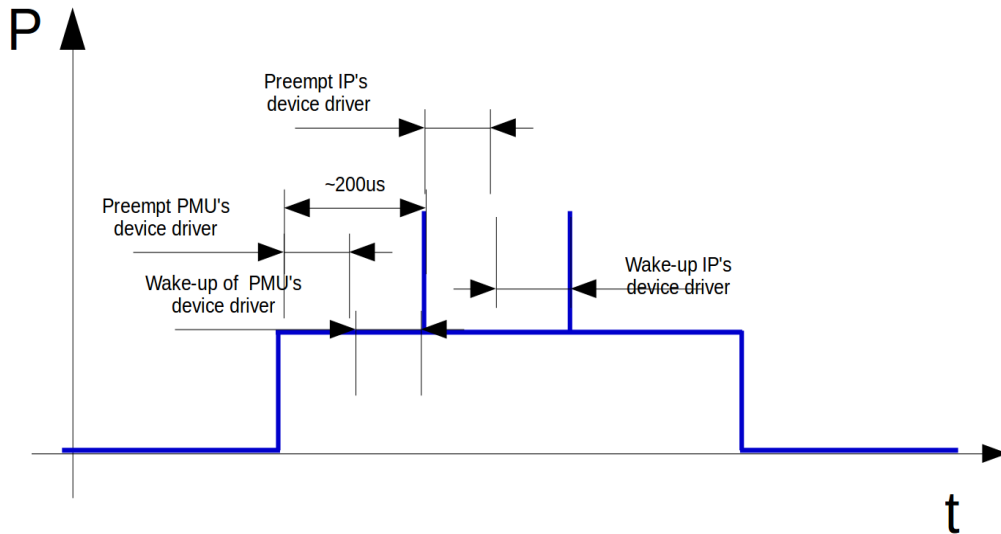 P
Preempt IP's
device driver
~200us
Preempt PMU's
device driver
Wake-up of PMU's
device driver
Wake-up IP's
device driver
t